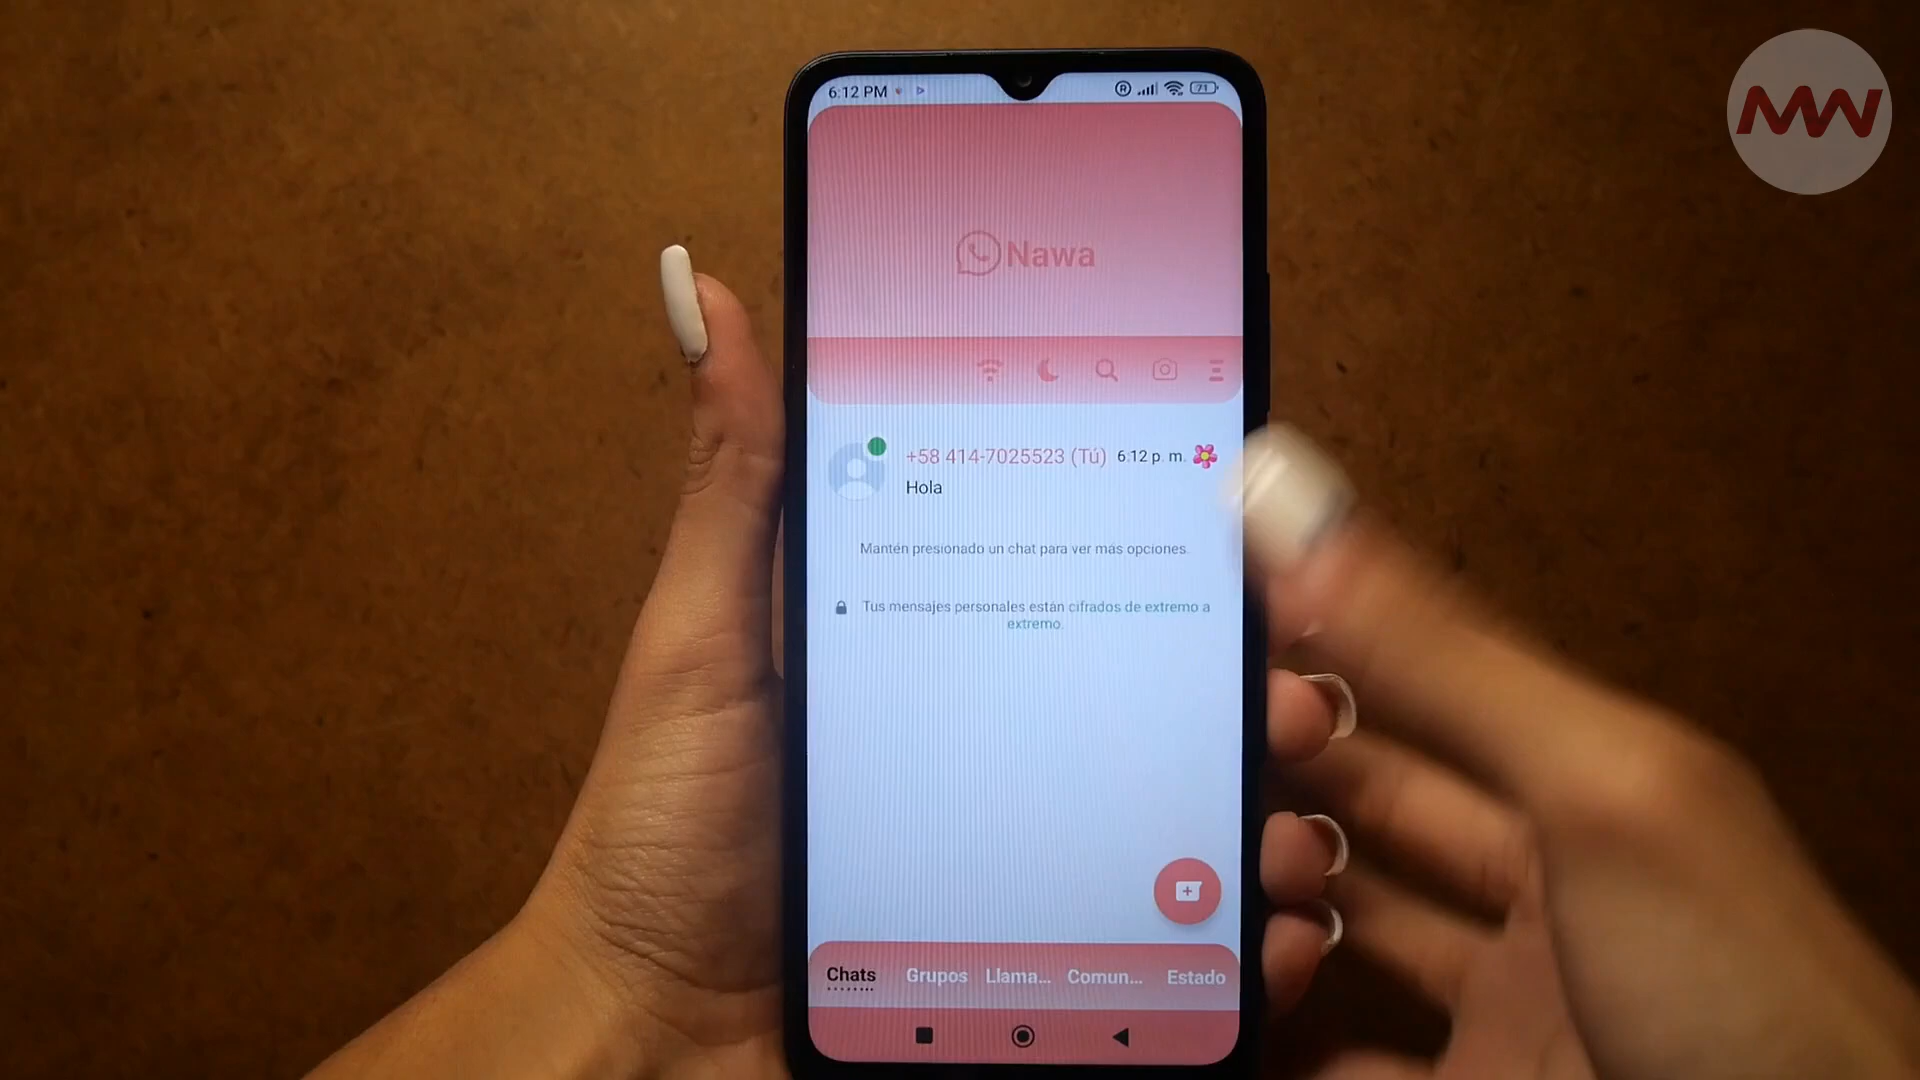 MW
6:12 PM
71
Nawa
+58 414-7025523 (Tú) 6:12 p. m.
Hola
Mantén presionado un chat para ver más opciones.
Tus mensajes personales están cifrados de extremo a
extremo.
Chats Grupos Llama... Comun... Estado